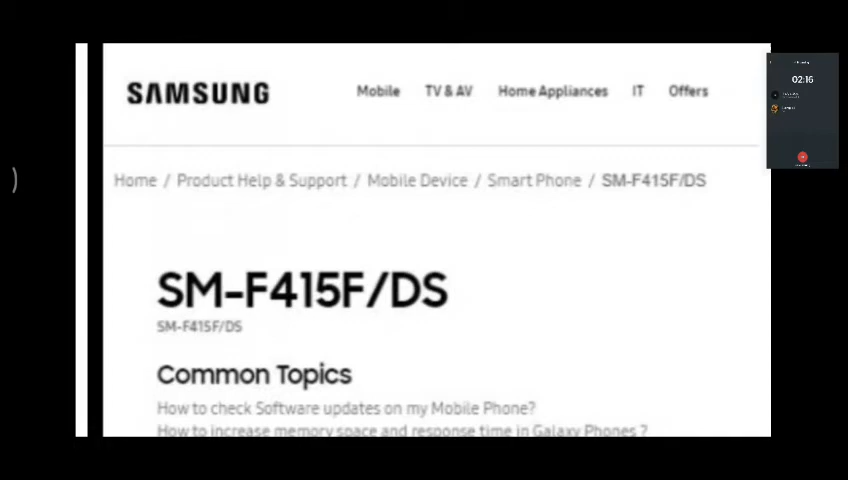 SAMSUNG
Mobile TV & AV Home Appliances IT Offers
02:16
Home / Product Help & Support / Mobile Device / Smart Phone / SM-F415F/DS
SM-F415F/DS
SM-F415F/DS
Common Topics
How to check Software updates on my Mobile Phone?
How to increase memory space and response time in Galaxy Phones ?